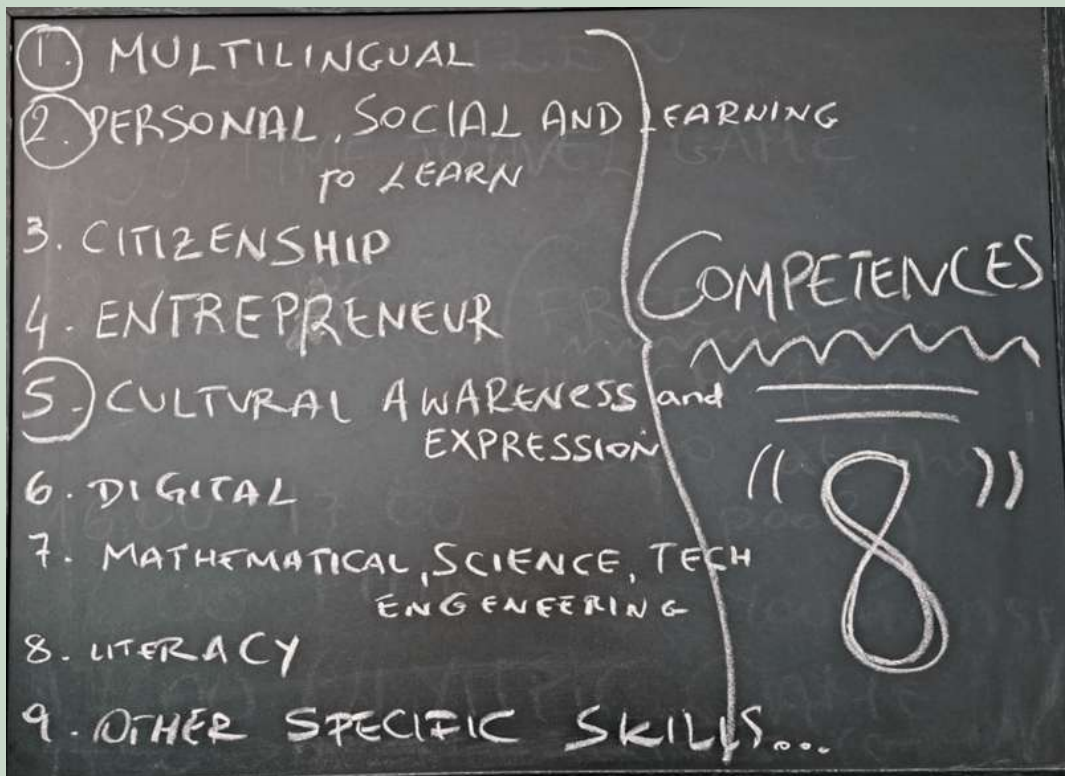 1. MULTILINGUAL
2. PERSONAL, SOCIAL AND LEARNING
TO LEARN
3. CITIZENSHIP
4. ENTREPRENEUR
5. CULTURAL AWARENESS and
EXPRESSION
6. DIGITAL
7. MATHEMATICAL, SCIENCE, TECH
ENGENEERING
8. LITERACY
9. OTHER SPECIFIC SKILLS...
COMPETENCES
"8"